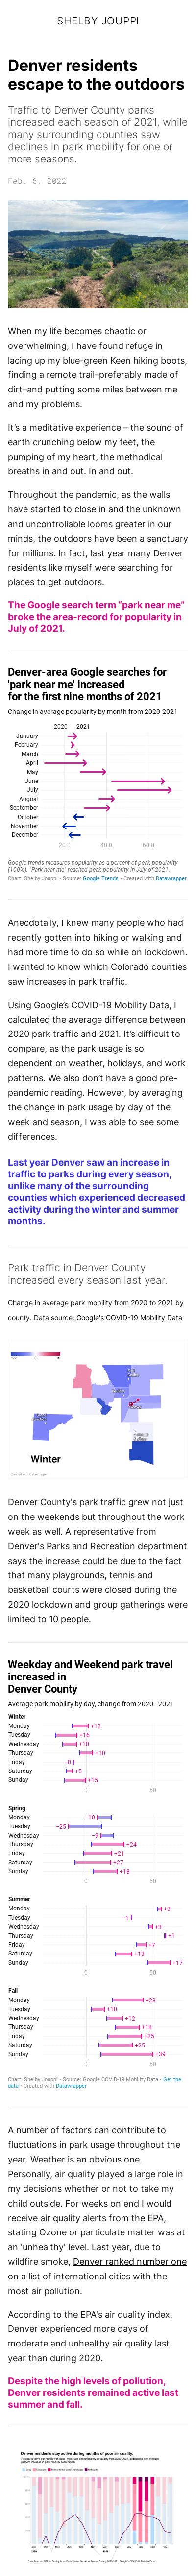 SHELBY JOUPPI
Denver residents
escape to the outdoors
Traffic to Denver County parks
increased each season of 2021, while
many surrounding counties saw
declines in park mobility for one or
more seasons.
Feb. 6, 2022
When my life becomes chaotic or
overwhelming, I have found refuge in
lacing up my blue-green Keen hiking boots,
finding a remote trail–preferably made of
dirt–and putting some miles between me
and my problems.
It’s a meditative experience – the sound of
earth crunching below my feet, the
pumping of my heart, the methodical
breaths in and out. In and out.
Throughout the pandemic, as the walls
have started to close in and the unknown
and uncontrollable looms greater in our
minds, the outdoors have been a sanctuary
for millions. In fact, last year many Denver
residents like myself were searching for
places to get outdoors.
The Google search term “park near me”
broke the area-record for popularity in
July of 2021.
Denver-area Google searches for
'park near me' increased
for the first nine months of 2021
Change in average popularity by month from 2020-2021
2020 2021
January
February
March
April
May
June
July
August
September
October
November
December
20.0 40.0 60.0
Google trends measures popularity as a percent of peak popularity
(100%). "Park near me" reached peak popularity in July of 2021.
Chart: Shelby Jouppi • Source: Google Trends • Created with Datawrapper
Anecdotally, I knew many people who had
recently gotten into hiking or walking and
had more time to do so while on lockdown.
I wanted to know which Colorado counties
saw increases in park traffic.
Using Google’s COVID-19 Mobility Data, I
calculated the average difference between
2020 park traffic and 2021. It’s difficult to
compare, as the park usage is so
dependent on weather, holidays, and work
patterns. We also don’t have a good pre-
pandemic reading. However, by averaging
the change in park usage by day of the
week and season, I was able to see some
differences.
Last year Denver saw an increase in
traffic to parks during every season,
unlike many of the surrounding
counties which experienced decreased
activity during the winter and summer
months.
Park traffic in Denver County
increased every season last year.
Change in average park mobility from 2020 to 2021 by
county. Data source: Google's COVID-19 Mobility Data
Winter
Denver County's park traffic grew not just
on the weekends but throughout the work
week as well. A representative from
Denver's Parks and Recreation department
says the increase could be due to the fact
that many playgrounds, tennis and
basketball courts were closed during the
2020 lockdown and group gatherings were
limited to 10 people.
Weekday and Weekend park travel
increased in
Denver County
Average park mobility by day, change from 2020 - 2021
Winter
Monday +12
Tuesday +16
Wednesday +10
Thursday +10
Friday −0
Saturday +5
Sunday +15
0 50
Spring
Monday −10
Tuesday −25
Wednesday −9
Thursday +24
Friday +21
Saturday +27
Sunday +18
0 50
Summer
Monday +3
Tuesday −1
Wednesday +3
Thursday +1
Friday +7
Saturday +13
Sunday +17
0 50
Fall
Monday +23
Tuesday +10
Wednesday +12
Thursday +18
Friday +25
Saturday +25
Sunday +39
0 50
Chart: Shelby Jouppi • Source: Google COVID-19 Mobility Data • Get the
data • Created with Datawrapper
A number of factors can contribute to
fluctuations in park usage throughout the
year. Weather is an obvious one.
Personally, air quality played a large role in
my decisions whether or not to take my
child outside. For weeks on end I would
receive air quality alerts from the EPA,
stating Ozone or particulate matter was at
an 'unhealthy' level. Last year, due to
wildfire smoke, Denver ranked number one
on a list of international cities with the
most air pollution.
According to the EPA's air quality index,
Denver experienced more days of
moderate and unhealthy air quality last
year than during 2020.
Despite the high levels of pollution,
Denver residents remained active last
summer and fall.
Denver residents stay active during months of poor air quality.